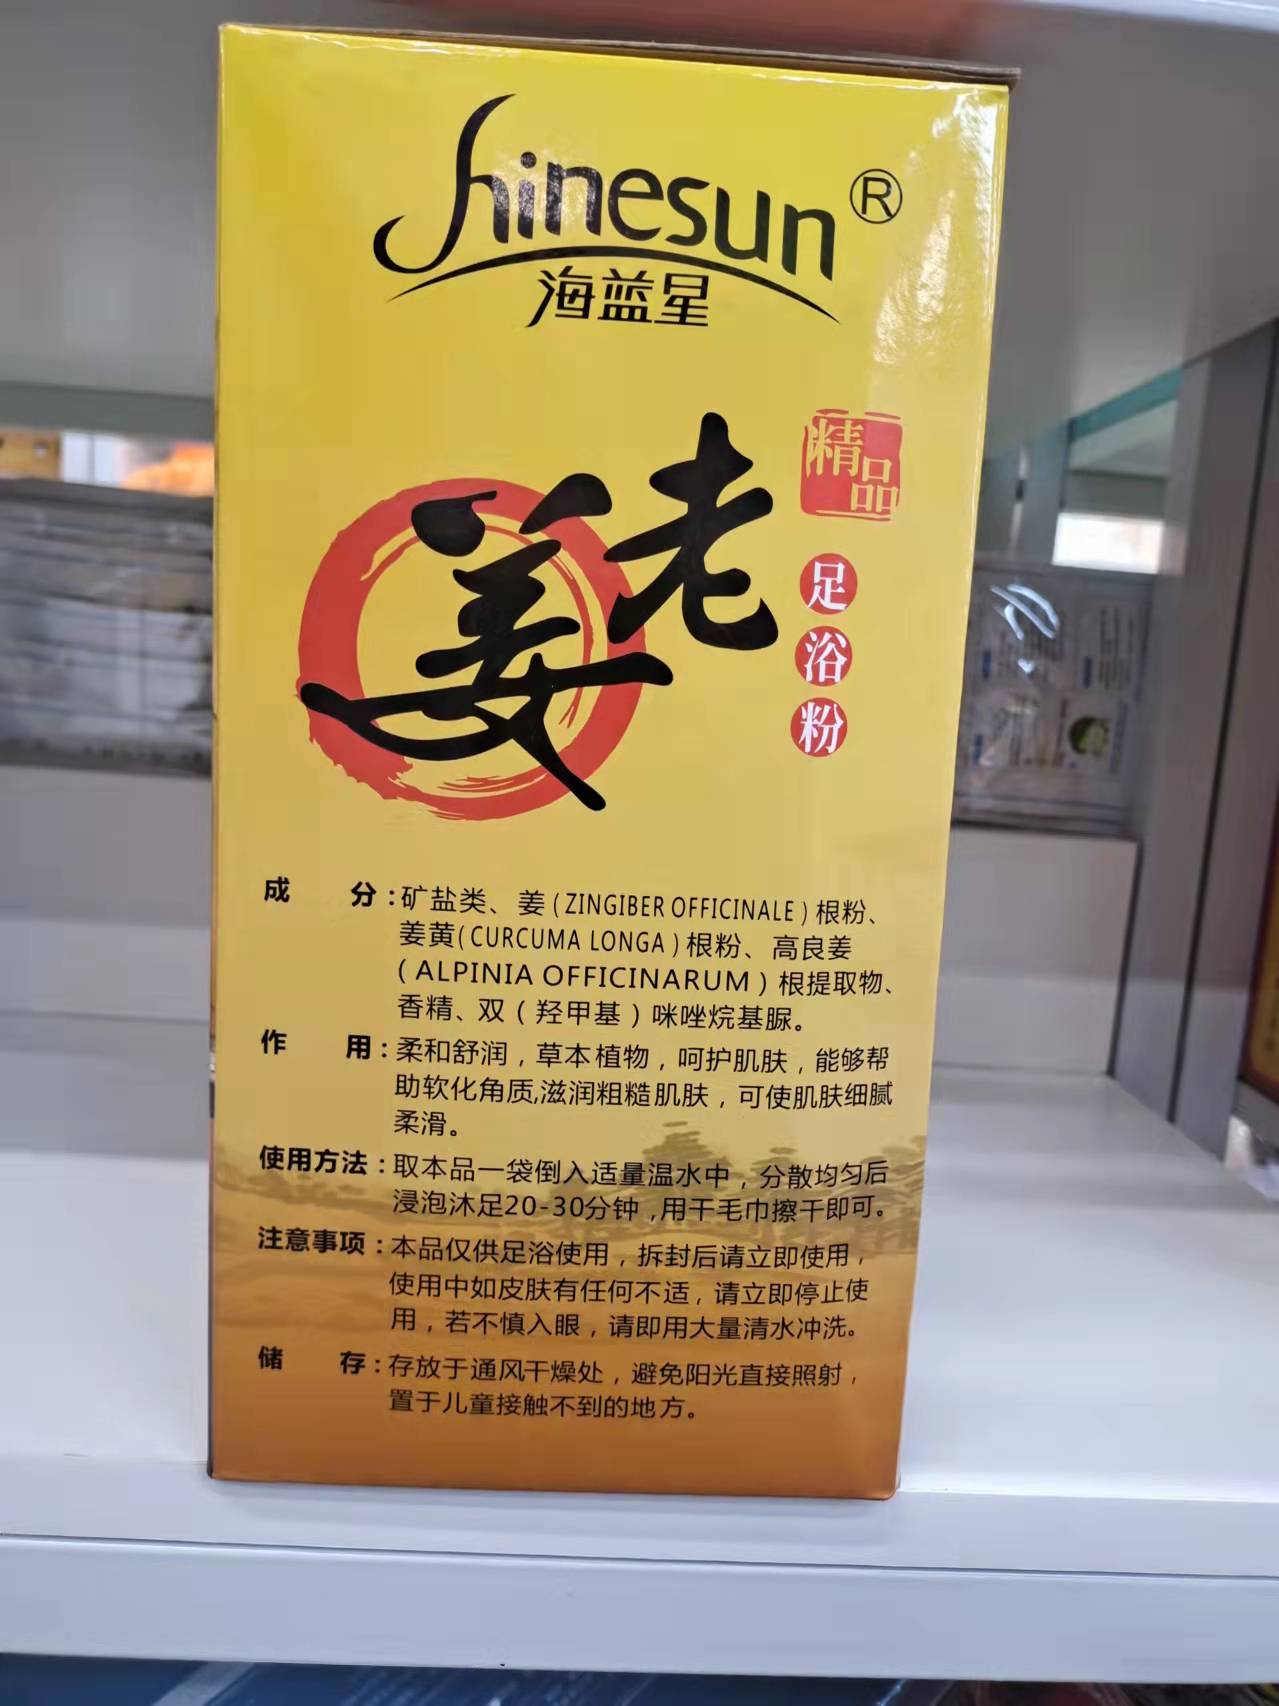 Shinesun®
海益星
老姜
精品
足浴粉
成 分：矿盐类、姜（ZINGIBER OFFICINALE）根粉、
姜黄（CURCUMA LONGA）根粉、高良姜
（ALPINIA OFFICINARUM）根提取物、
香精、双（羟甲基）咪唑烷基脲。
作 用：柔和舒润，草本植物，呵护肌肤，能够帮
助软化角质,滋润粗糙肌肤，可使肌肤细腻
柔滑。
使用方法：取本品一袋倒入适量温水中，分散均匀后
浸泡沐足20-30分钟,用干毛巾擦干即可。
注意事项：本品仅供足浴使用，拆封后请立即使用，
使用中如皮肤有任何不适，请立即停止使
用，若不慎入眼，请即用大量清水冲洗。
储 存：存放于通风干燥处，避免阳光直接照射，
置于儿童接触不到的地方。